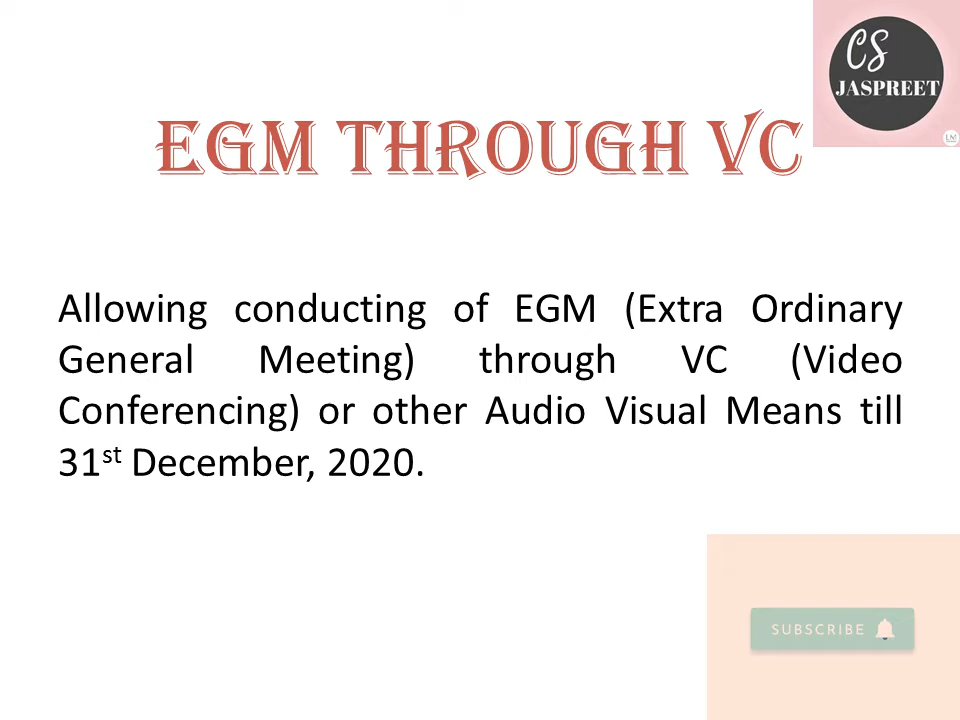 CS
JASPREET
LM
EGM THROUGH VC
Allowing conducting of EGM (Extra Ordinary
General Meeting) through VC (Video
Conferencing) or other Audio Visual Means till
31st December, 2020.
SUBSCRIBE